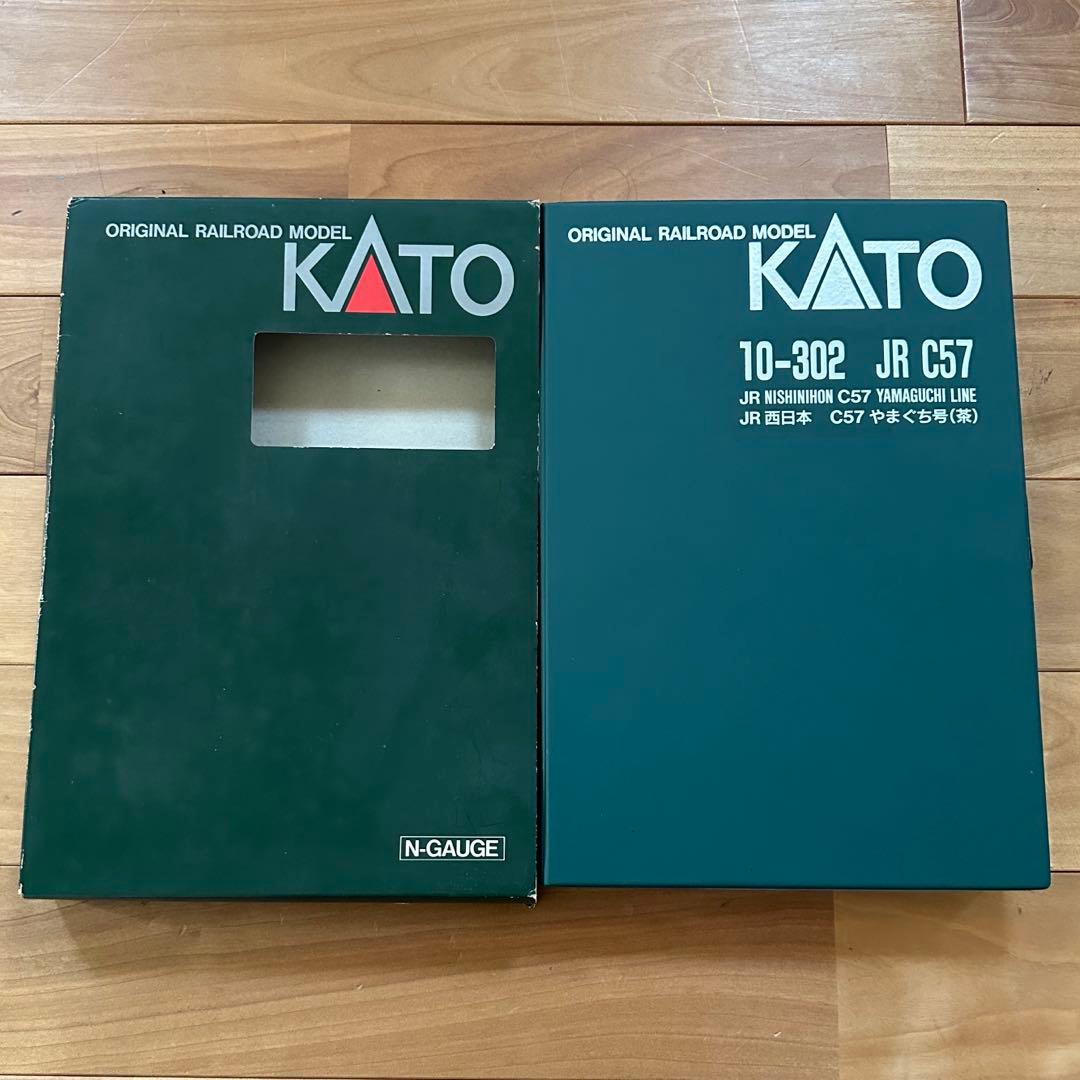 ORIGINAL RAILROAD MODEL
KATO
N-GAUGE
ORIGINAL RAILROAD MODEL
KATO
10-302 JR C57
JR NISHINIHON C57 YAMAGUCHI LINE
JR 西日本 C57 やまぐち号(茶)